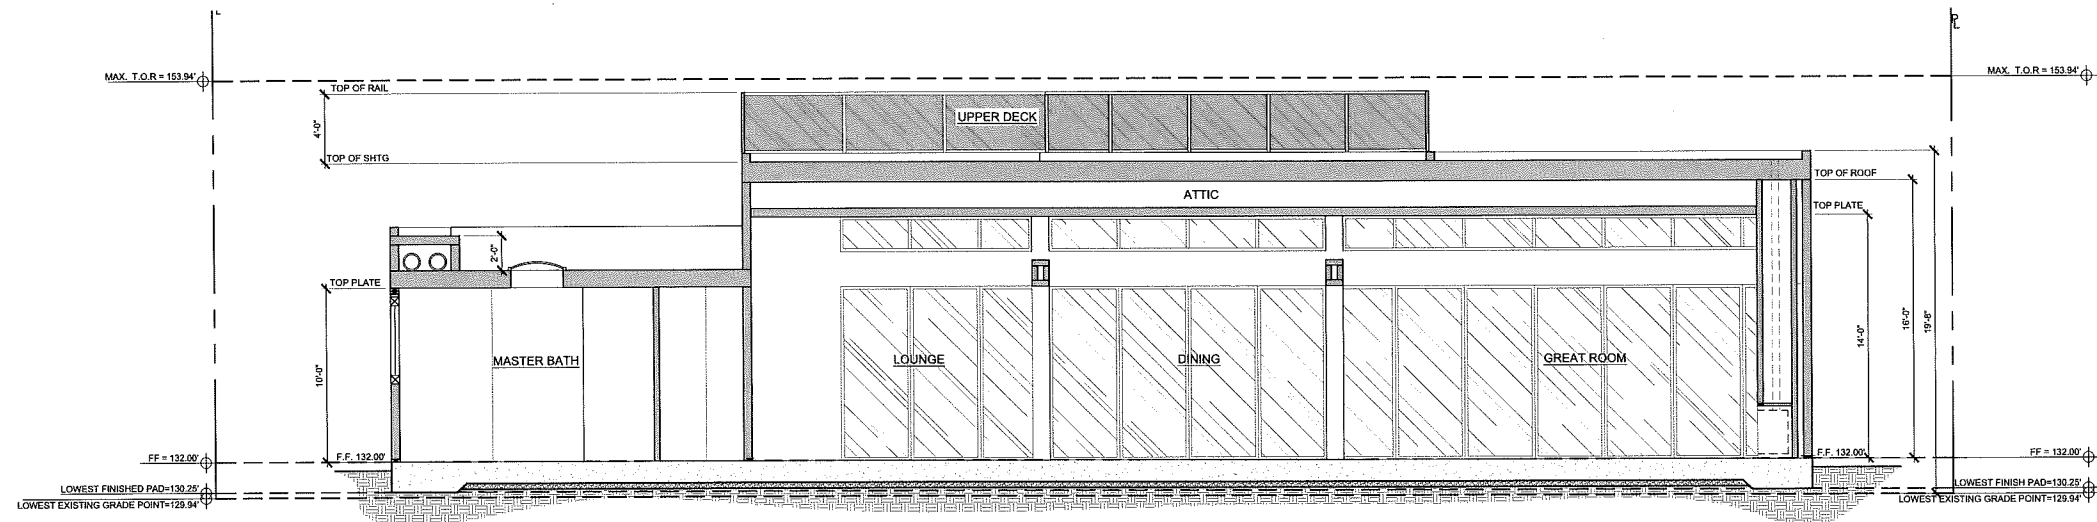 L
P
L
MAX. T.O.R = 153.94'
MAX. T.O.R = 153.94'
TOP OF RAIL
4'-0"
UPPER DECK
TOP OF SHTG
TOP OF ROOF
ATTIC
TOP PLATE
2'-0"
TOP PLATE
10'-0"
MASTER BATH
LOUNGE
DINING
GREAT ROOM
14'-0"
16'-0"
19'-8"
FF = 132.00'
F.F. 132.00'
F.F. 132.00'
FF = 132.00'
LOWEST FINISHED PAD=130.25'
LOWEST EXISTING GRADE POINT=129.94'
LOWEST FINISH PAD=130.25'
LOWEST EXISTING GRADE POINT=129.94'